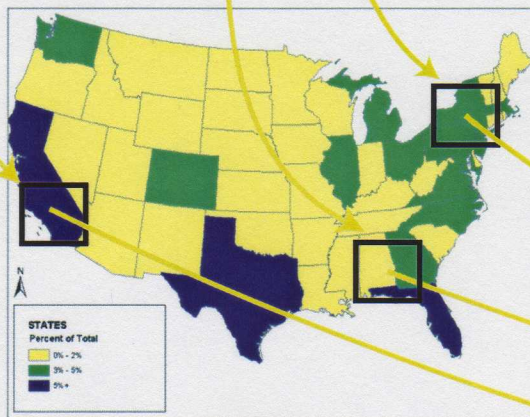 N
STATES
Percent of Total
0% - 2%
3% - 5%
5% +